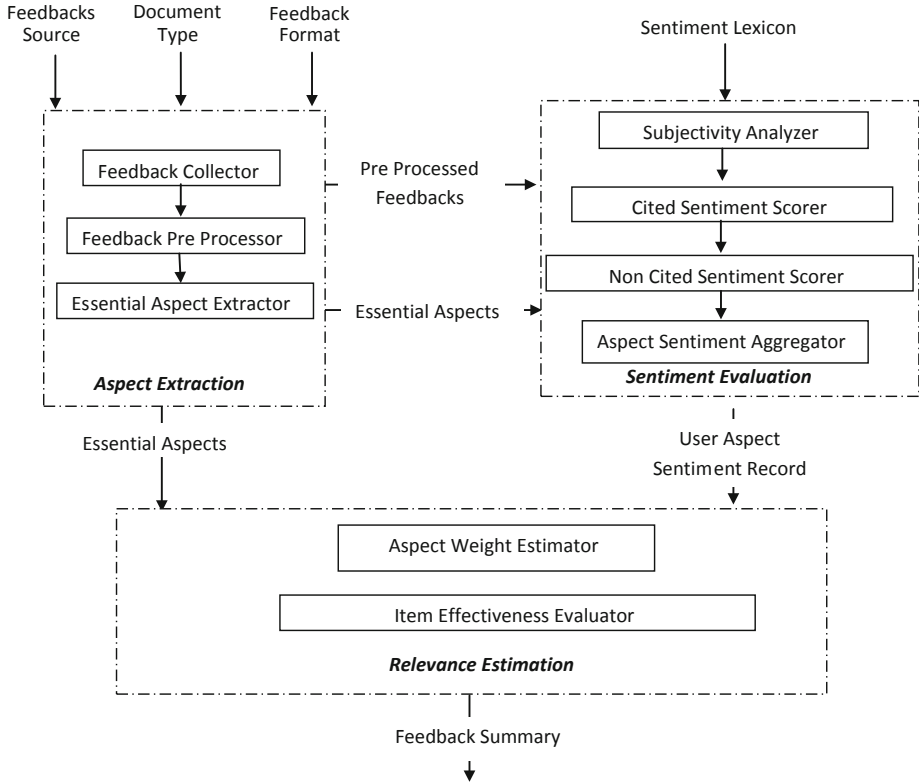 Feedbacks
Source
Document
Type
Feedback
Format
Sentiment Lexicon
Feedback Collector
Feedback Pre Processor
Essential Aspect Extractor
Aspect Extraction
Pre Processed
Feedbacks
Essential Aspects
Subjectivity Analyzer
Cited Sentiment Scorer
Non Cited Sentiment Scorer
Aspect Sentiment Aggregator
Sentiment Evaluation
Essential Aspects
User Aspect
Sentiment Record
Aspect Weight Estimator
Item Effectiveness Evaluator
Relevance Estimation
Feedback Summary